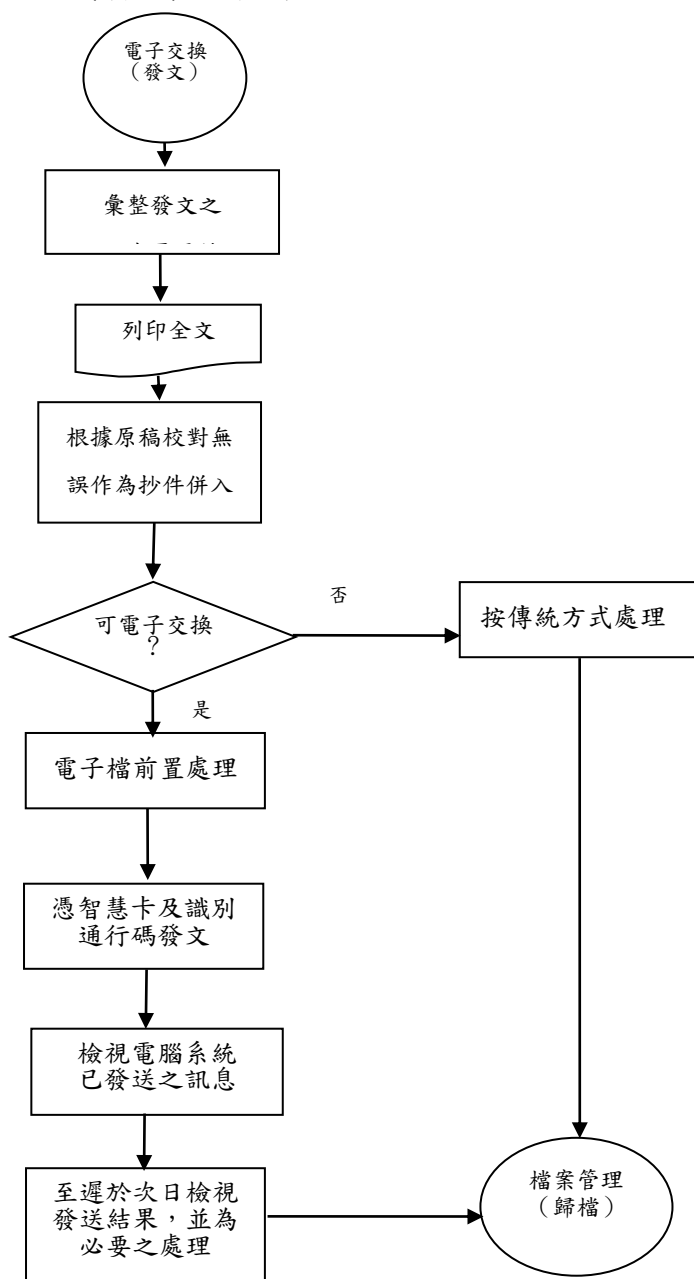 電子交換
（發文）
彙整發文之
列印全文
根據原稿校對無
誤作為抄件併入
可電子交換
？
否
按傳統方式處理
是
電子檔前置處理
憑智慧卡及識別
通行碼發文
檢視電腦系統
已發送之訊息
至遲於次日檢視
發送結果，並為
必要之處理
檔案管理
（歸檔）